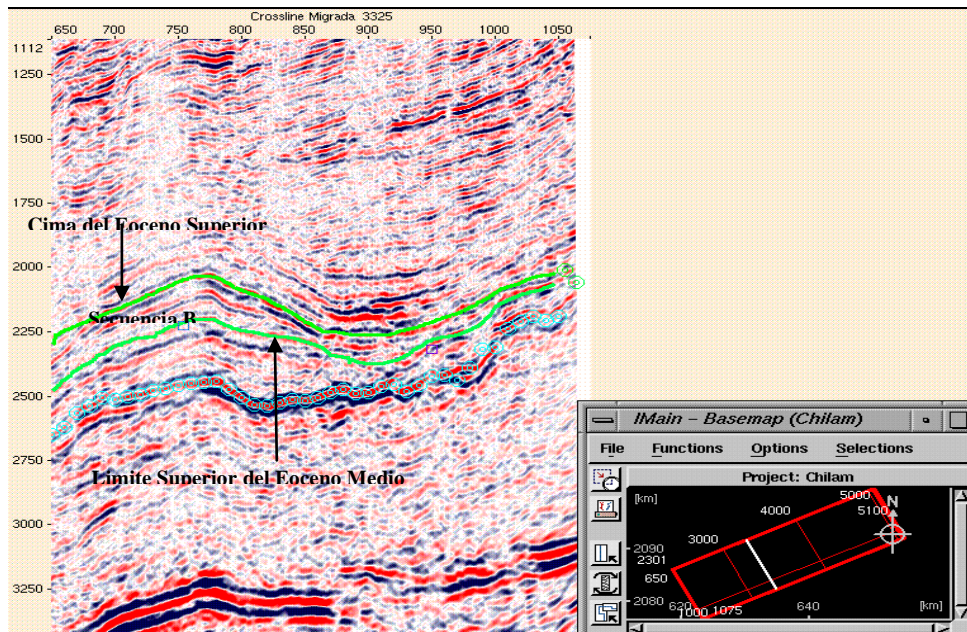 Crossline Migrada 3325
650 700 750 800 850 900 950 1000 1050
1112
1250
1500
1750
Cima del Eoceno Superior
2000
Secuencia B
2250
2500
Límite Superior del Eoceno Medio
2750
3000
3250
IMain - Basemap (Chilam)
File Functions Options Selections
Project: Chilam
[km]
5000
N
4000
5100
3000
2090
2301
650
2080
620
1000 1075
640
[km]